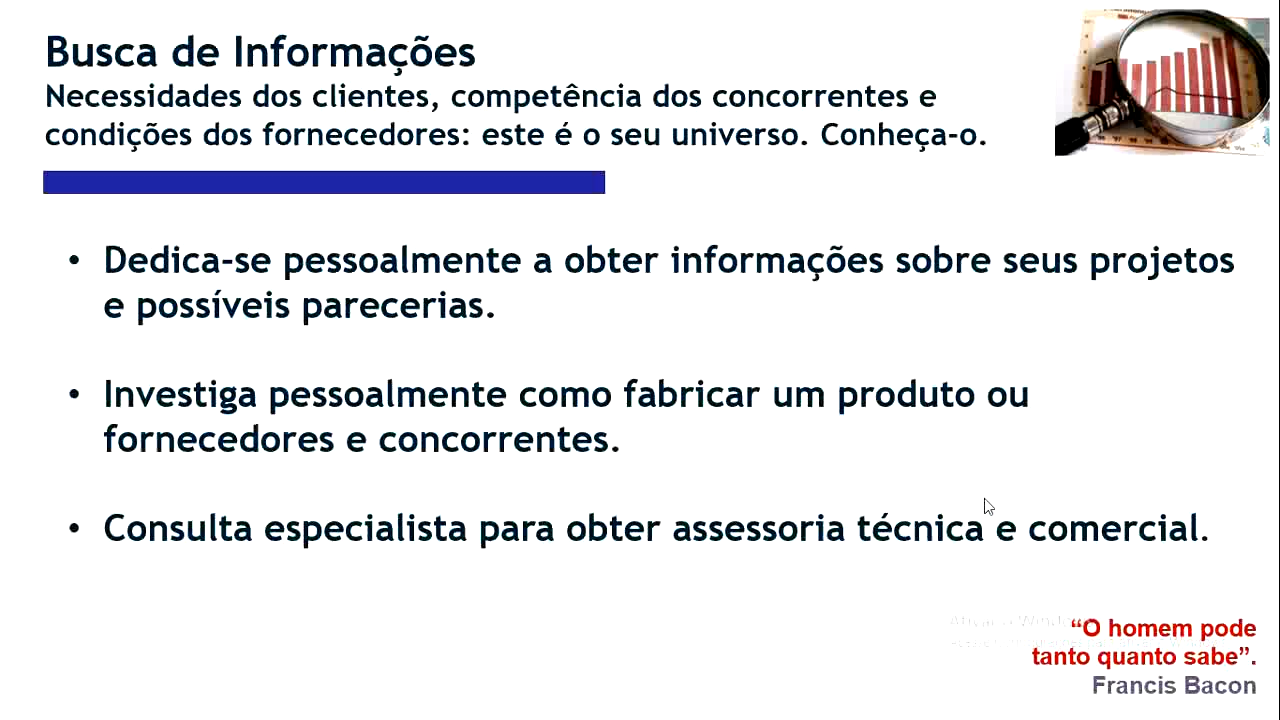 Busca de Informações
Necessidades dos clientes, competência dos concorrentes e
condições dos fornecedores: este é o seu universo. Conheça-o.
• Dedica-se pessoalmente a obter informações sobre seus projetos
e possíveis parecerias.
• Investiga pessoalmente como fabricar um produto ou
fornecedores e concorrentes.
• Consulta especialista para obter assessoria técnica e comercial.
“O homem pode
tanto quanto sabe”.
Francis Bacon